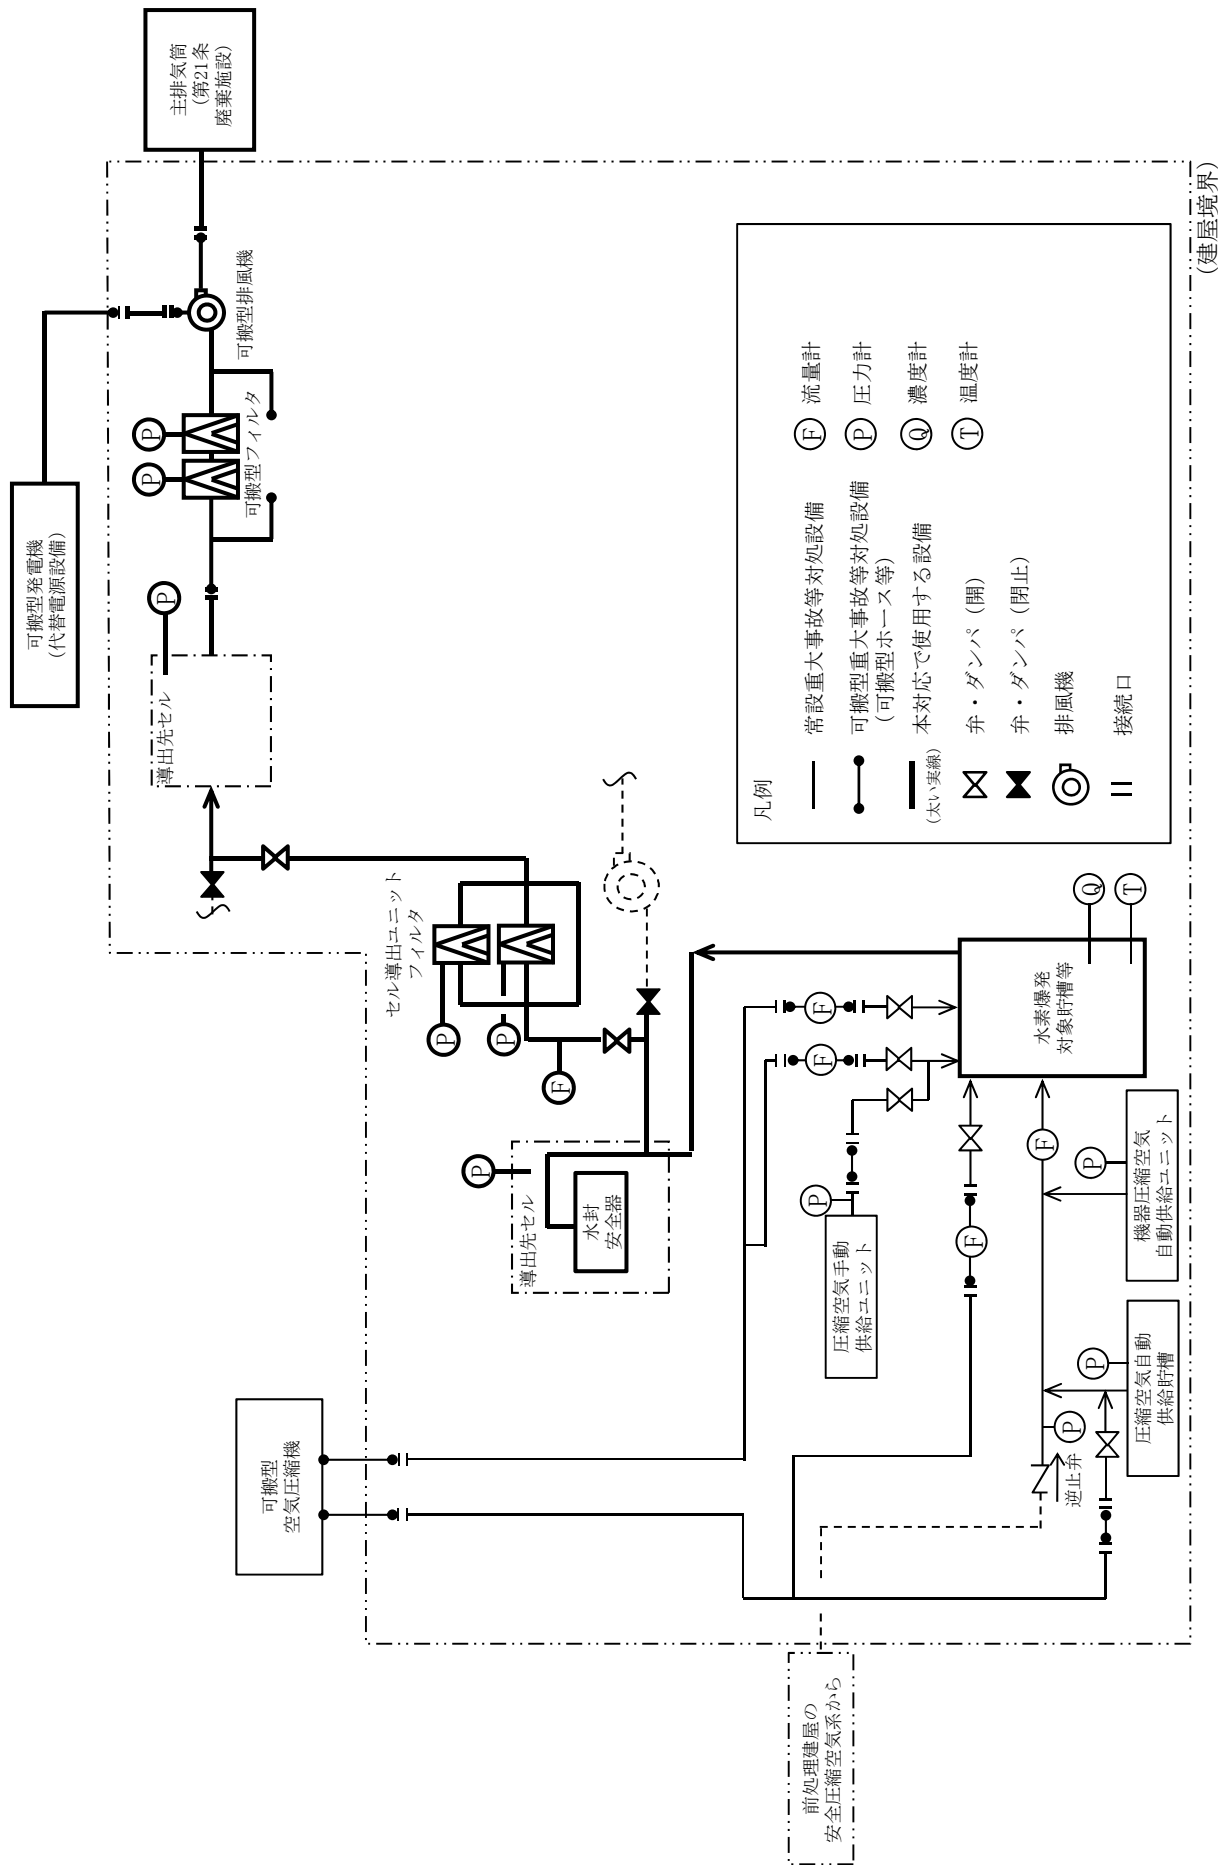 主排気筒
(第21条
廃棄施設)
(建屋境界)
可搬型排風機
可搬型フィルタ
P
P
可搬型発電機
(代替電源設備)
P
導出先セル
セル導出ユニット
フィルタ
P
P
F
P
導出先セル
水封
安全器
可搬型
空気圧縮機
F
F
水素爆発
対象貯槽等
Q
T
P
圧縮空気手動
供給ユニット
F
F
P
機器圧縮空気
自動供給ユニット
P
圧縮空気自動
供給貯槽
P
逆止弁
前処理建屋の
安全圧縮空気系から
凡例
常設重大事故等対処設備
可搬型重大事故等対処設備
(可搬型ホース等)
本対応で使用する設備
(太い実線)
弁・ダンパ (開)
弁・ダンパ (閉止)
排風機
接続口
F 流量計
P 圧力計
Q 濃度計
T 温度計